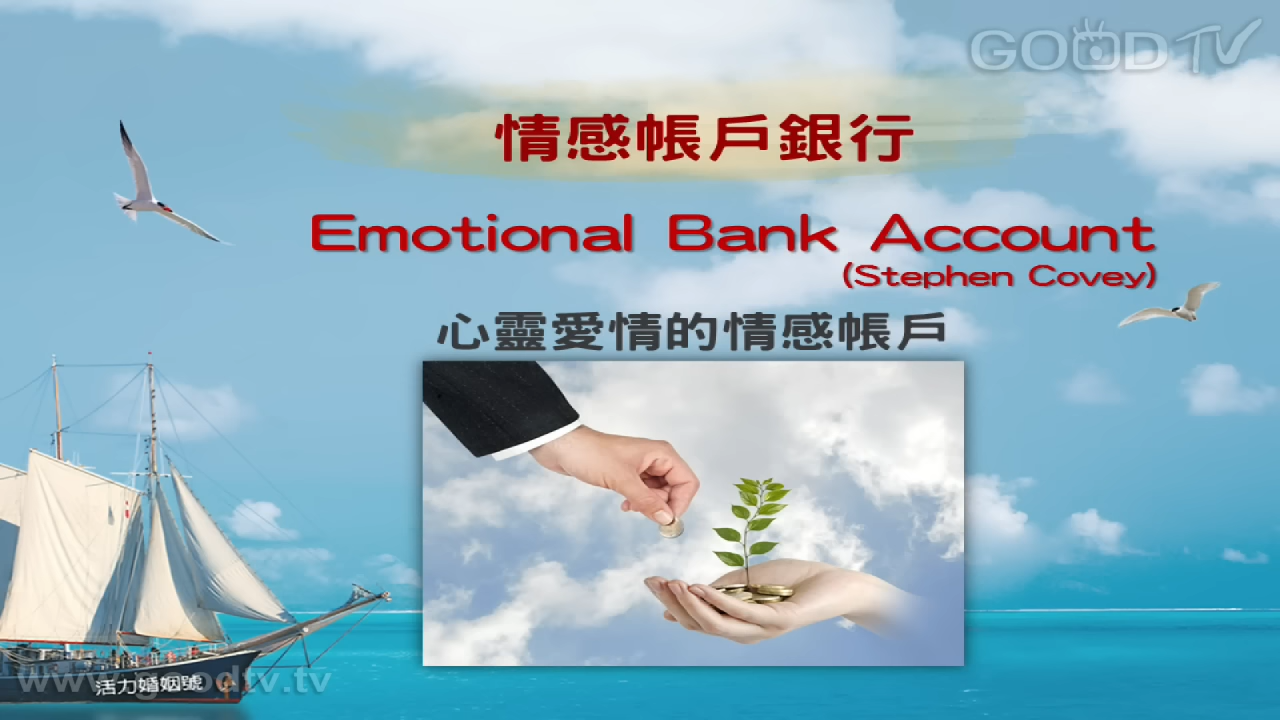 GOOD TV
情感帳戶銀行
Emotional Bank Account
(Stephen Covey)
心靈愛情的情感帳戶
活力婚姻號
www.goodtv.tv